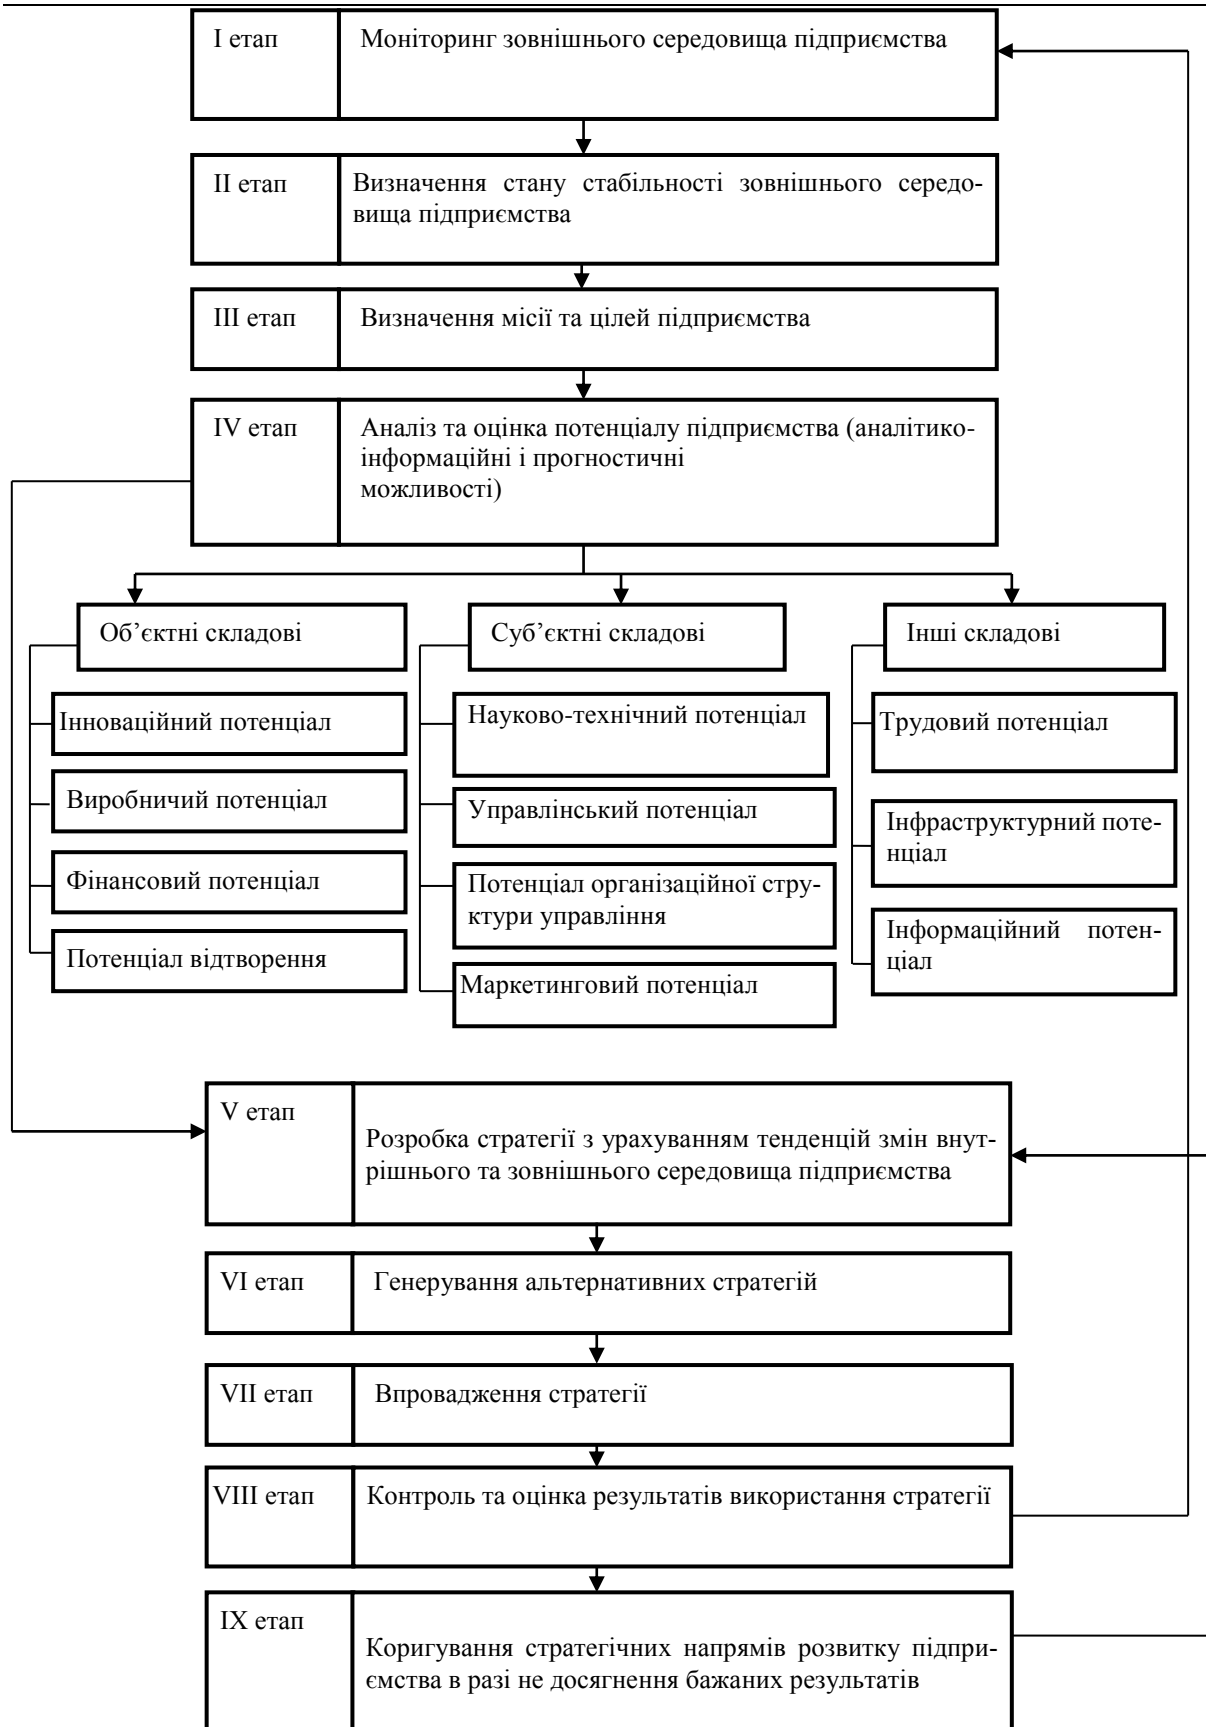 І етап
Моніторинг зовнішнього середовища підприємства
ІІ етап
Визначення стану стабільності зовнішнього середо-
вища підприємства
ІІІ етап
Визначення місії та цілей підприємства
IV етап
Аналіз та оцінка потенціалу підприємства (аналітико-
інформаційні і прогностичні
можливості)
Об’єктні складові
Суб’єктні складові
Інші складові
Інноваційний потенціал
Виробничий потенціал
Фінансовий потенціал
Потенціал відтворення
Науково-технічний потенціал
Управлінський потенціал
Потенціал організаційної стру-
ктури управління
Маркетинговий потенціал
Трудовий потенціал
Інфраструктурний поте-
нціал
Інформаційний потен-
ціал
V етап
Розробка стратегії з урахуванням тенденцій змін внут-
рішнього та зовнішнього середовища підприємства
VI етап
Генерування альтернативних стратегій
VII етап
Впровадження стратегії
VIII етап
Контроль та оцінка результатів використання стратегії
IX етап
Коригування стратегічних напрямів розвитку підпри-
ємства в разі не досягнення бажаних результатів